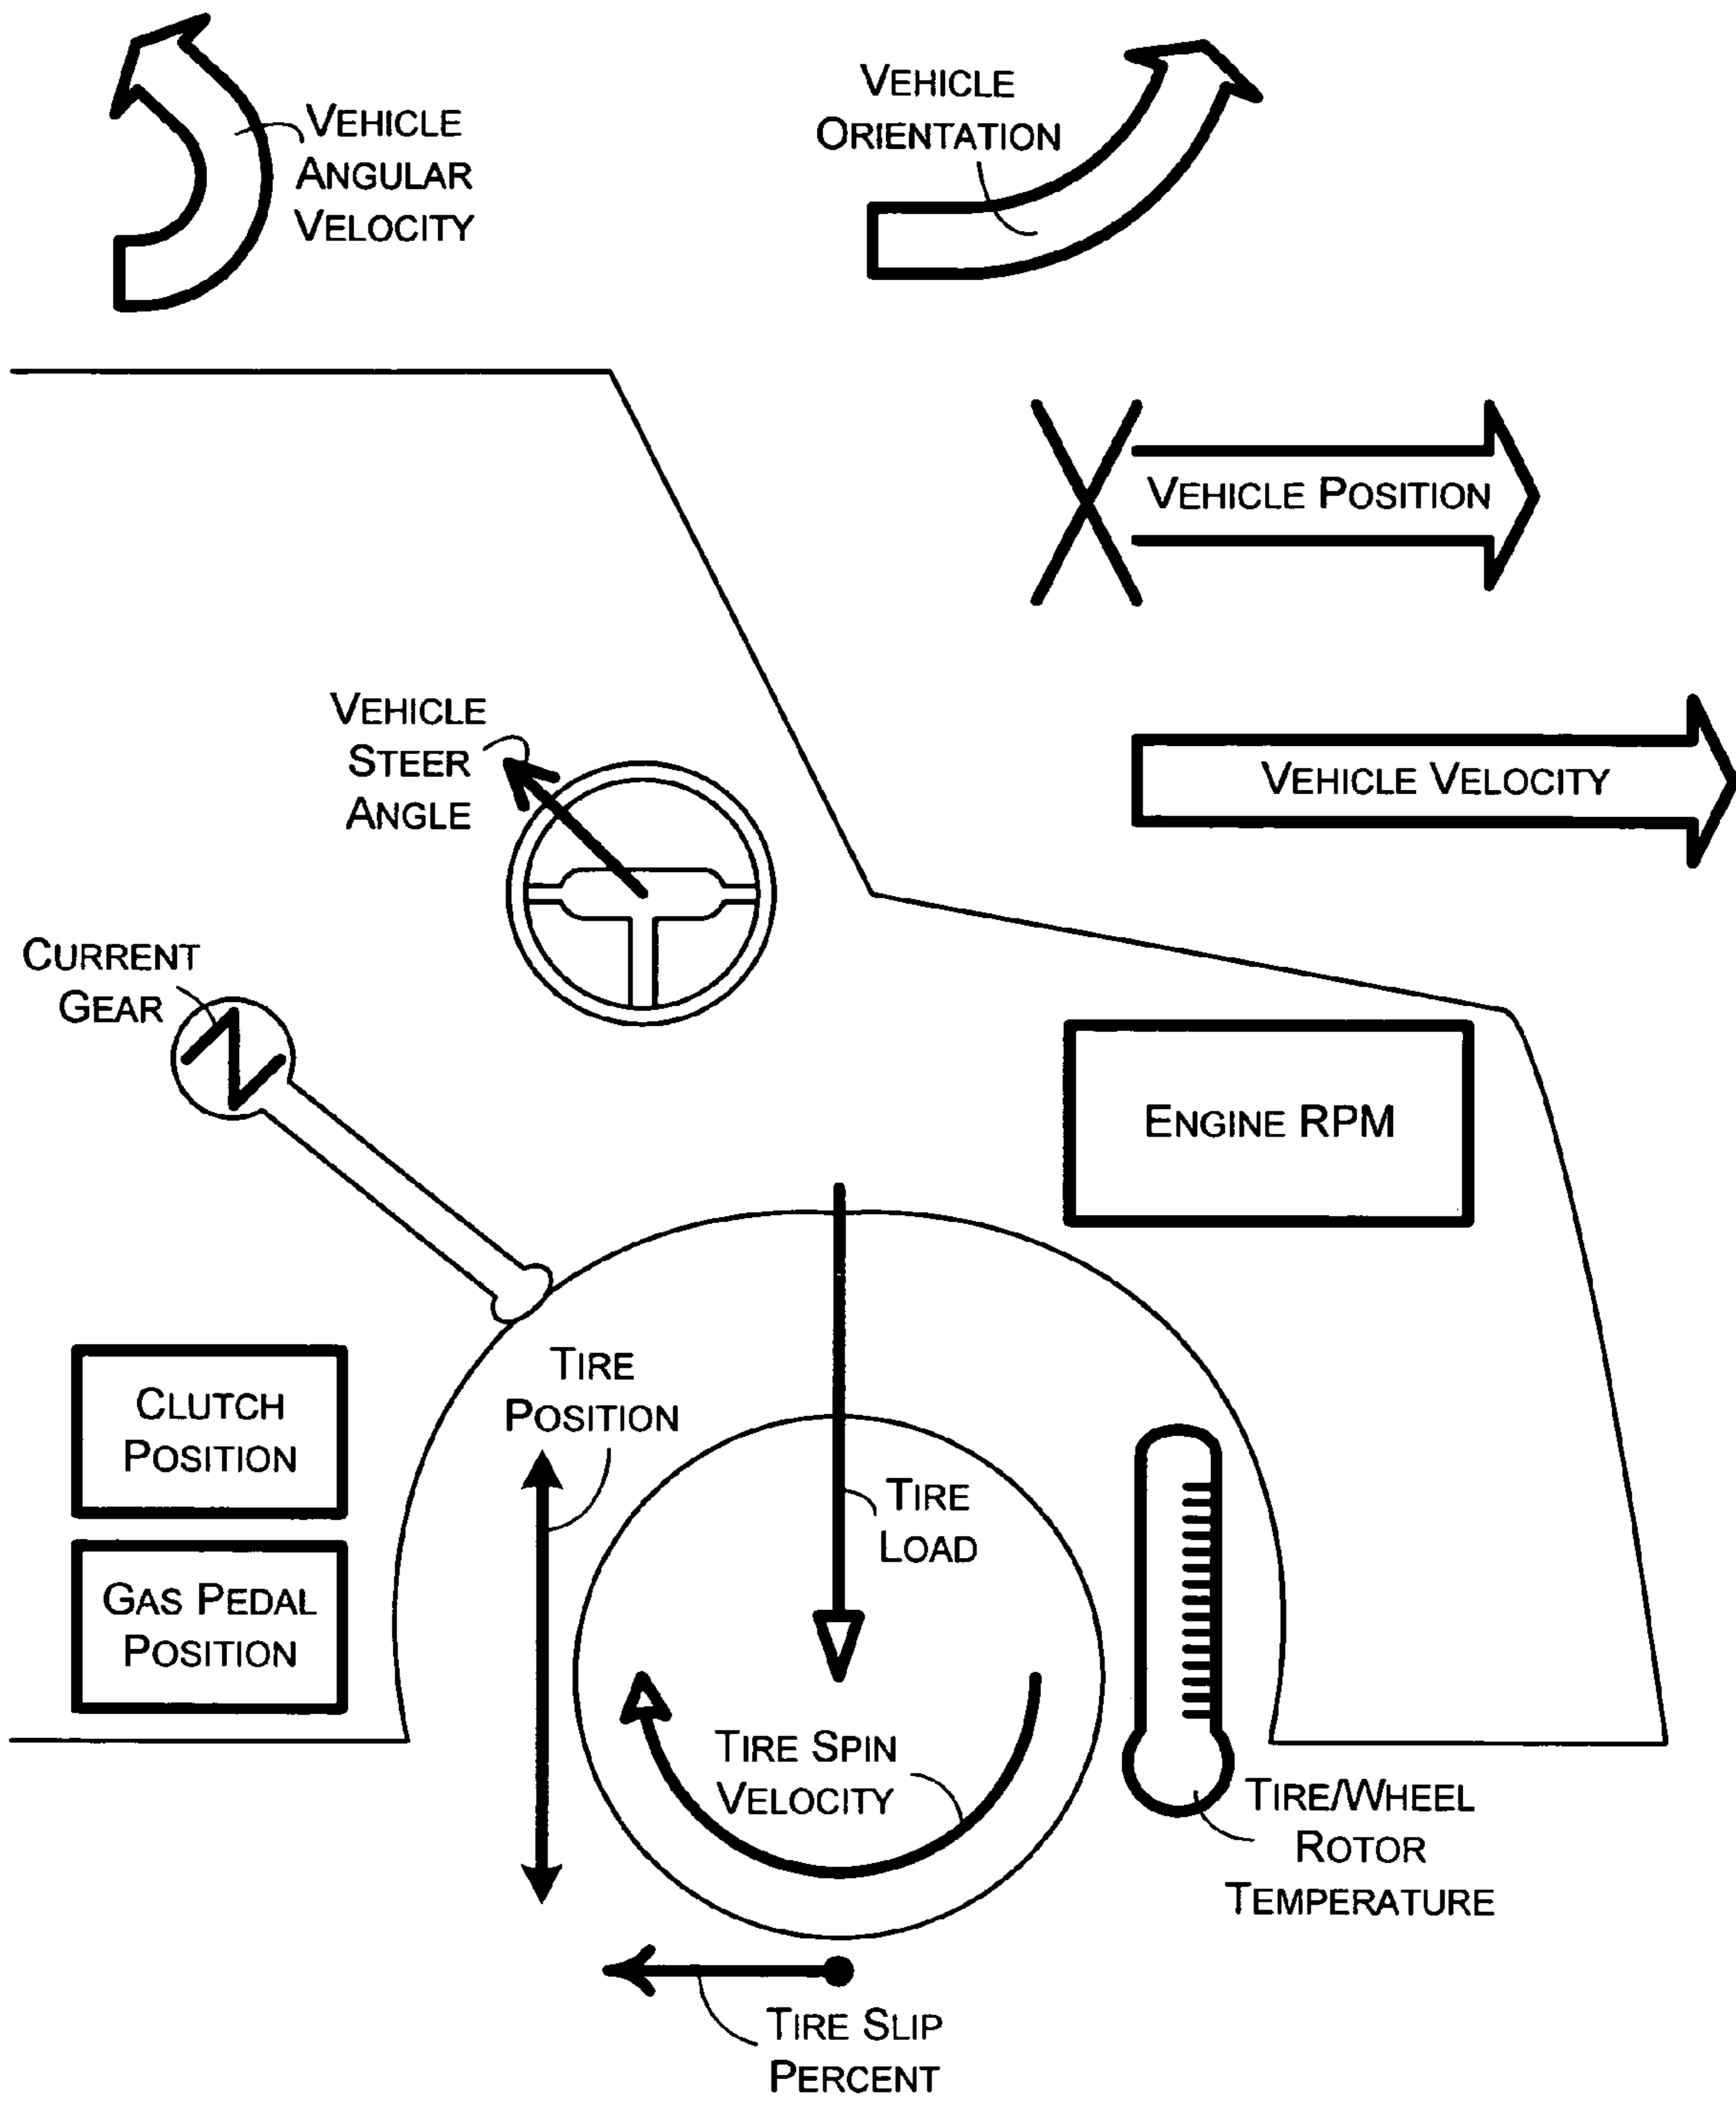 VEHICLE
ANGULAR
VELOCITY
VEHICLE
ORIENTATION
VEHICLE POSITION
VEHICLE
STEER
ANGLE
VEHICLE VELOCITY
CURRENT
GEAR
ENGINE RPM
CLUTCH
POSITION
TIRE
POSITION
TIRE
LOAD
GAS PEDAL
POSITION
TIRE SPIN
VELOCITY
TIRE/WHEEL
ROTOR
TEMPERATURE
TIRE SLIP
PERCENT